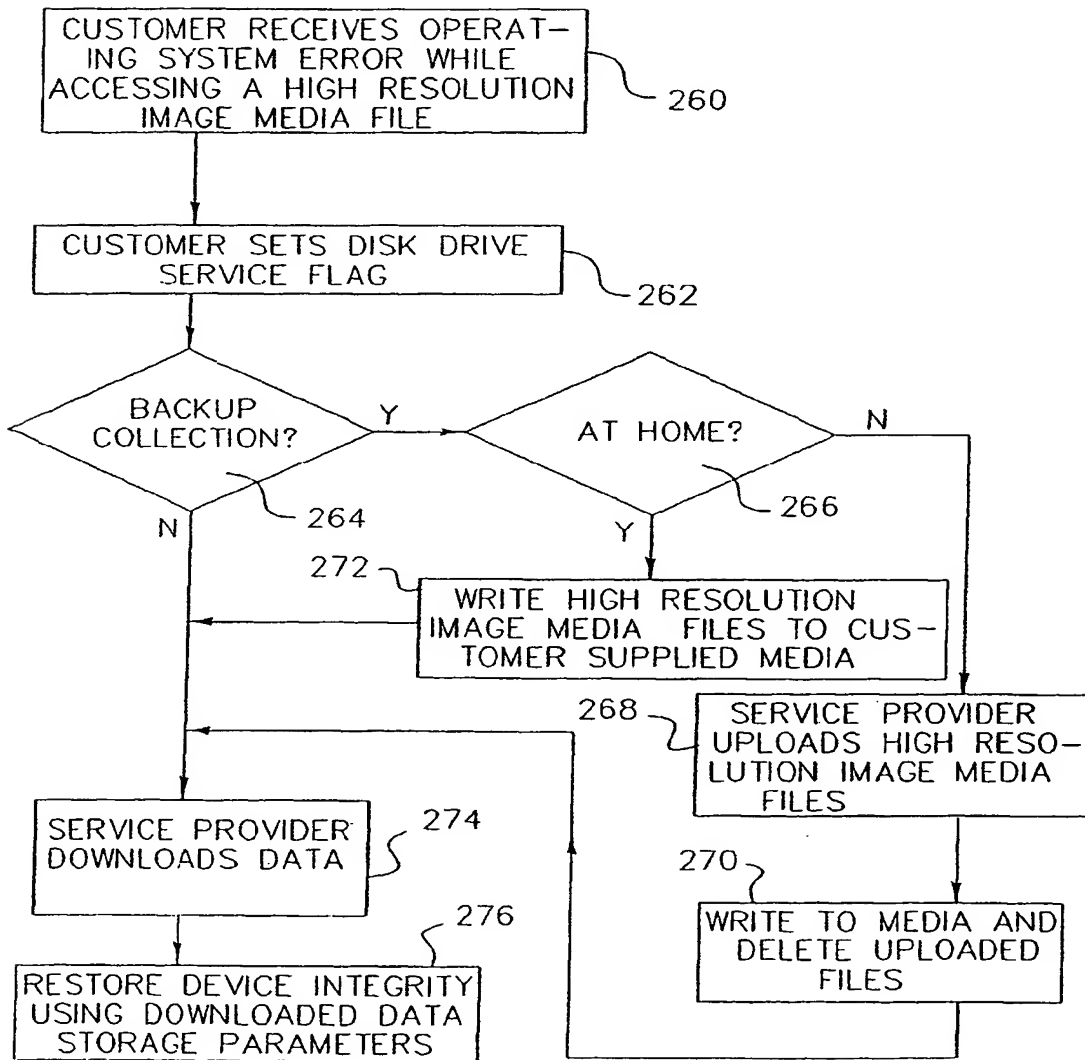 CUSTOMER RECEIVES OPERAT-
ING SYSTEM ERROR WHILE
ACCESSING A HIGH RESOLUTION
IMAGE MEDIA FILE
260
CUSTOMER SETS DISK DRIVE
SERVICE FLAG
262
BACKUP
COLLECTION?
Y
264
N
AT HOME?
N
266
Y
272
WRITE HIGH RESOLUTION
IMAGE MEDIA FILES TO CUS-
TOMER SUPPLIED MEDIA
268
SERVICE PROVIDER
UPLOADS HIGH RESO-
LUTION IMAGE MEDIA
FILES
SERVICE PROVIDER
DOWNLOADS DATA
274
270
WRITE TO MEDIA AND
DELETE UPLOADED
FILES
276
RESTORE DEVICE INTEGRITY
USING DOWNLOADED DATA
STORAGE PARAMETERS